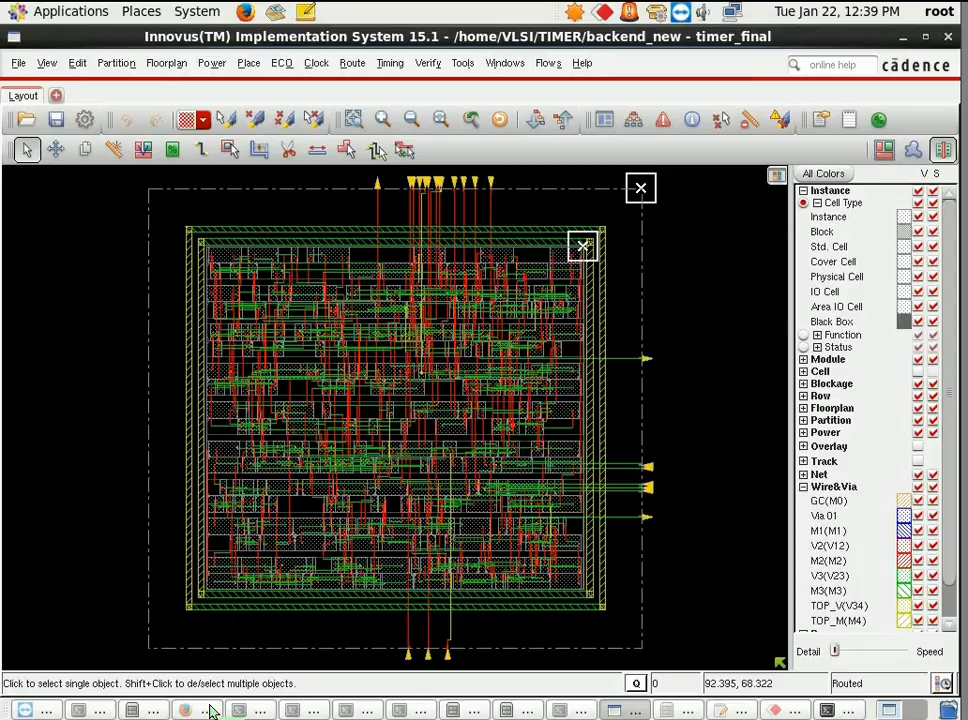 Applications Places System Tue Jan 22, 12:39 PM root
Innovus(TM) Implementation System 15.1 - /home/VLSI/TIMER/backend_new - timer_final
File View Edit Partition Floorplan Power Place ECO Clock Route Timing Verify Tools Windows Flows Help online help cādence
Layout
All Colors V S
Instance
Cell Type
Instance
Block
Std. Cell
Cover Cell
Physical Cell
IO Cell
Area IO Cell
Black Box
Function
Status
Module
Cell
Blockage
Row
Floorplan
Partition
Power
Overlay
Track
Net
Wire&Via
GC(M0)
Via 01
M1(M1)
V2(V12)
M2(M2)
V3(V23)
M3(M3)
TOP_V(V34)
TOP_M(M4)
Detail Speed
Click to select single object. Shift+Click to de/select multiple objects. Q 0 92.395, 68.322 Routed